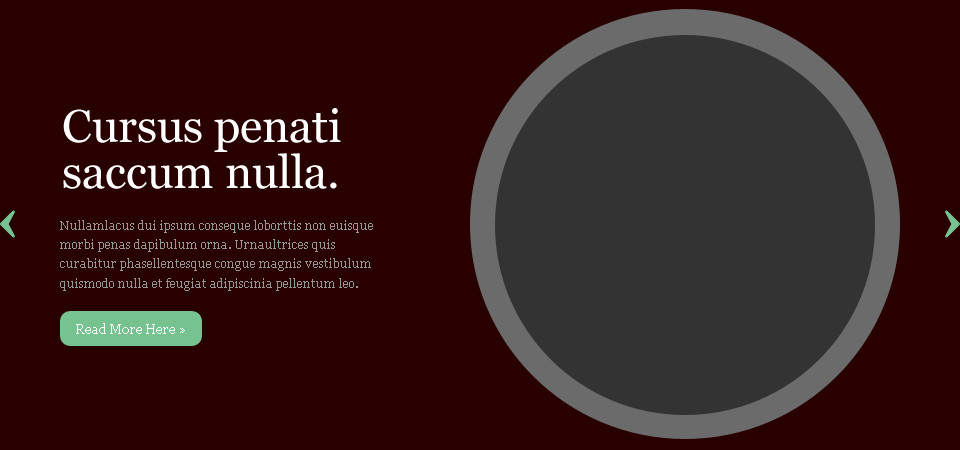 Cursus penati
saccum nulla.
Nullamlacus dui ipsum conseque loborttis non euisque
morbi penas dapibulum orna. Urnaultrices quis
curabitur phasellentesque congue magnis vestibulum
quismodo nulla et feugiat adipiscinia pellentum leo.
Read More Here »